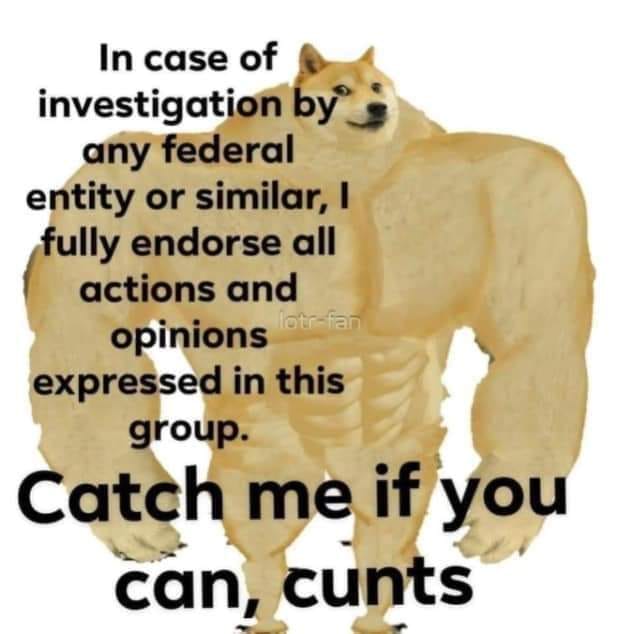 In case of
investigation by
any federal
entity or similar, I
fully endorse all
actions and
opinions
lotr-fan
expressed in this
group.
Catch me if you
can, cunts